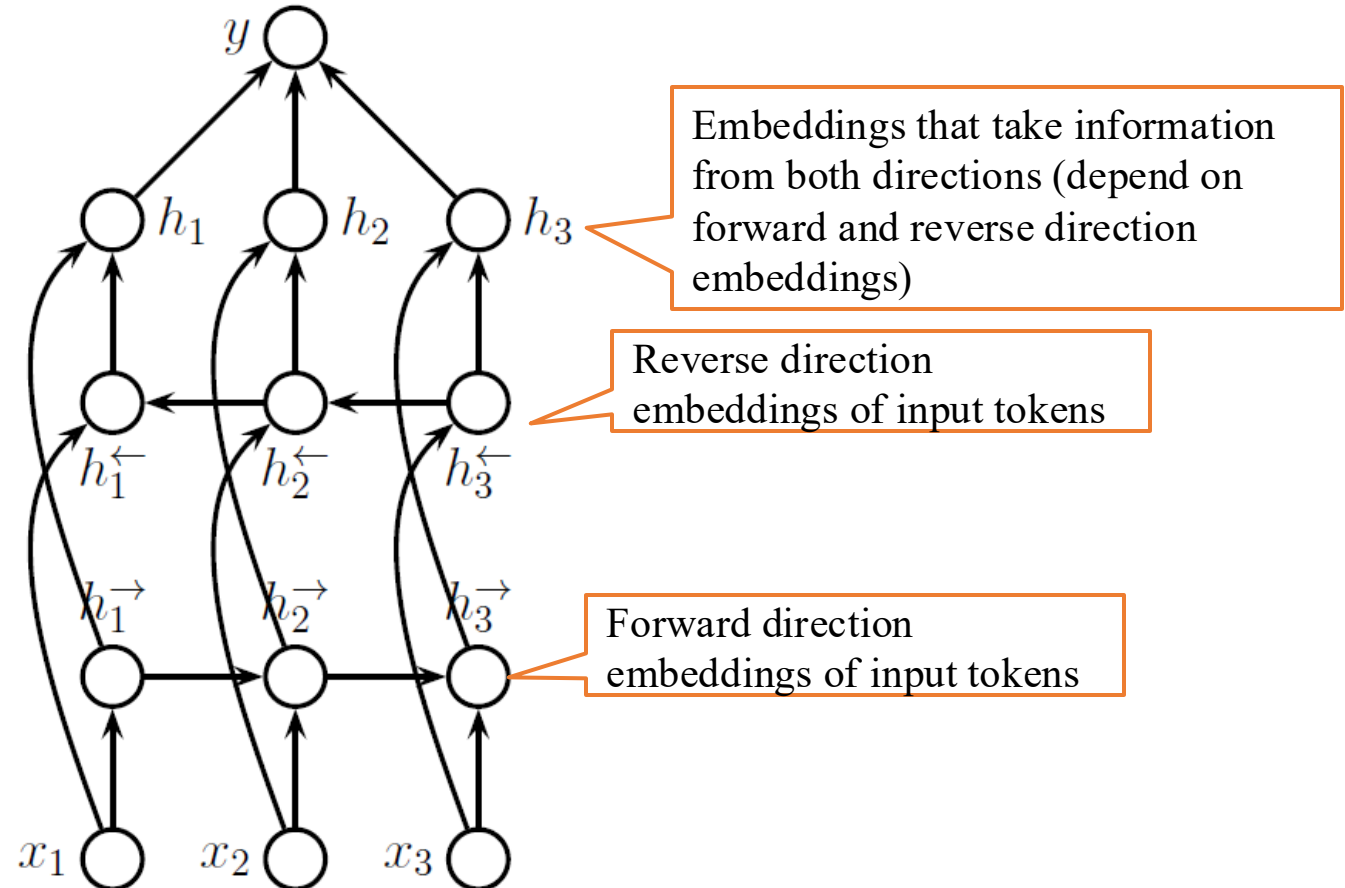 y
Embeddings that take information
from both directions (depend on
forward and reverse direction
embeddings)
h₁ h₂ h₃
Reverse direction
embeddings of input tokens
h₁← h₂← h₃←
h₁→ h₂→ h₃→
Forward direction
embeddings of input tokens
x₁ x₂ x₃